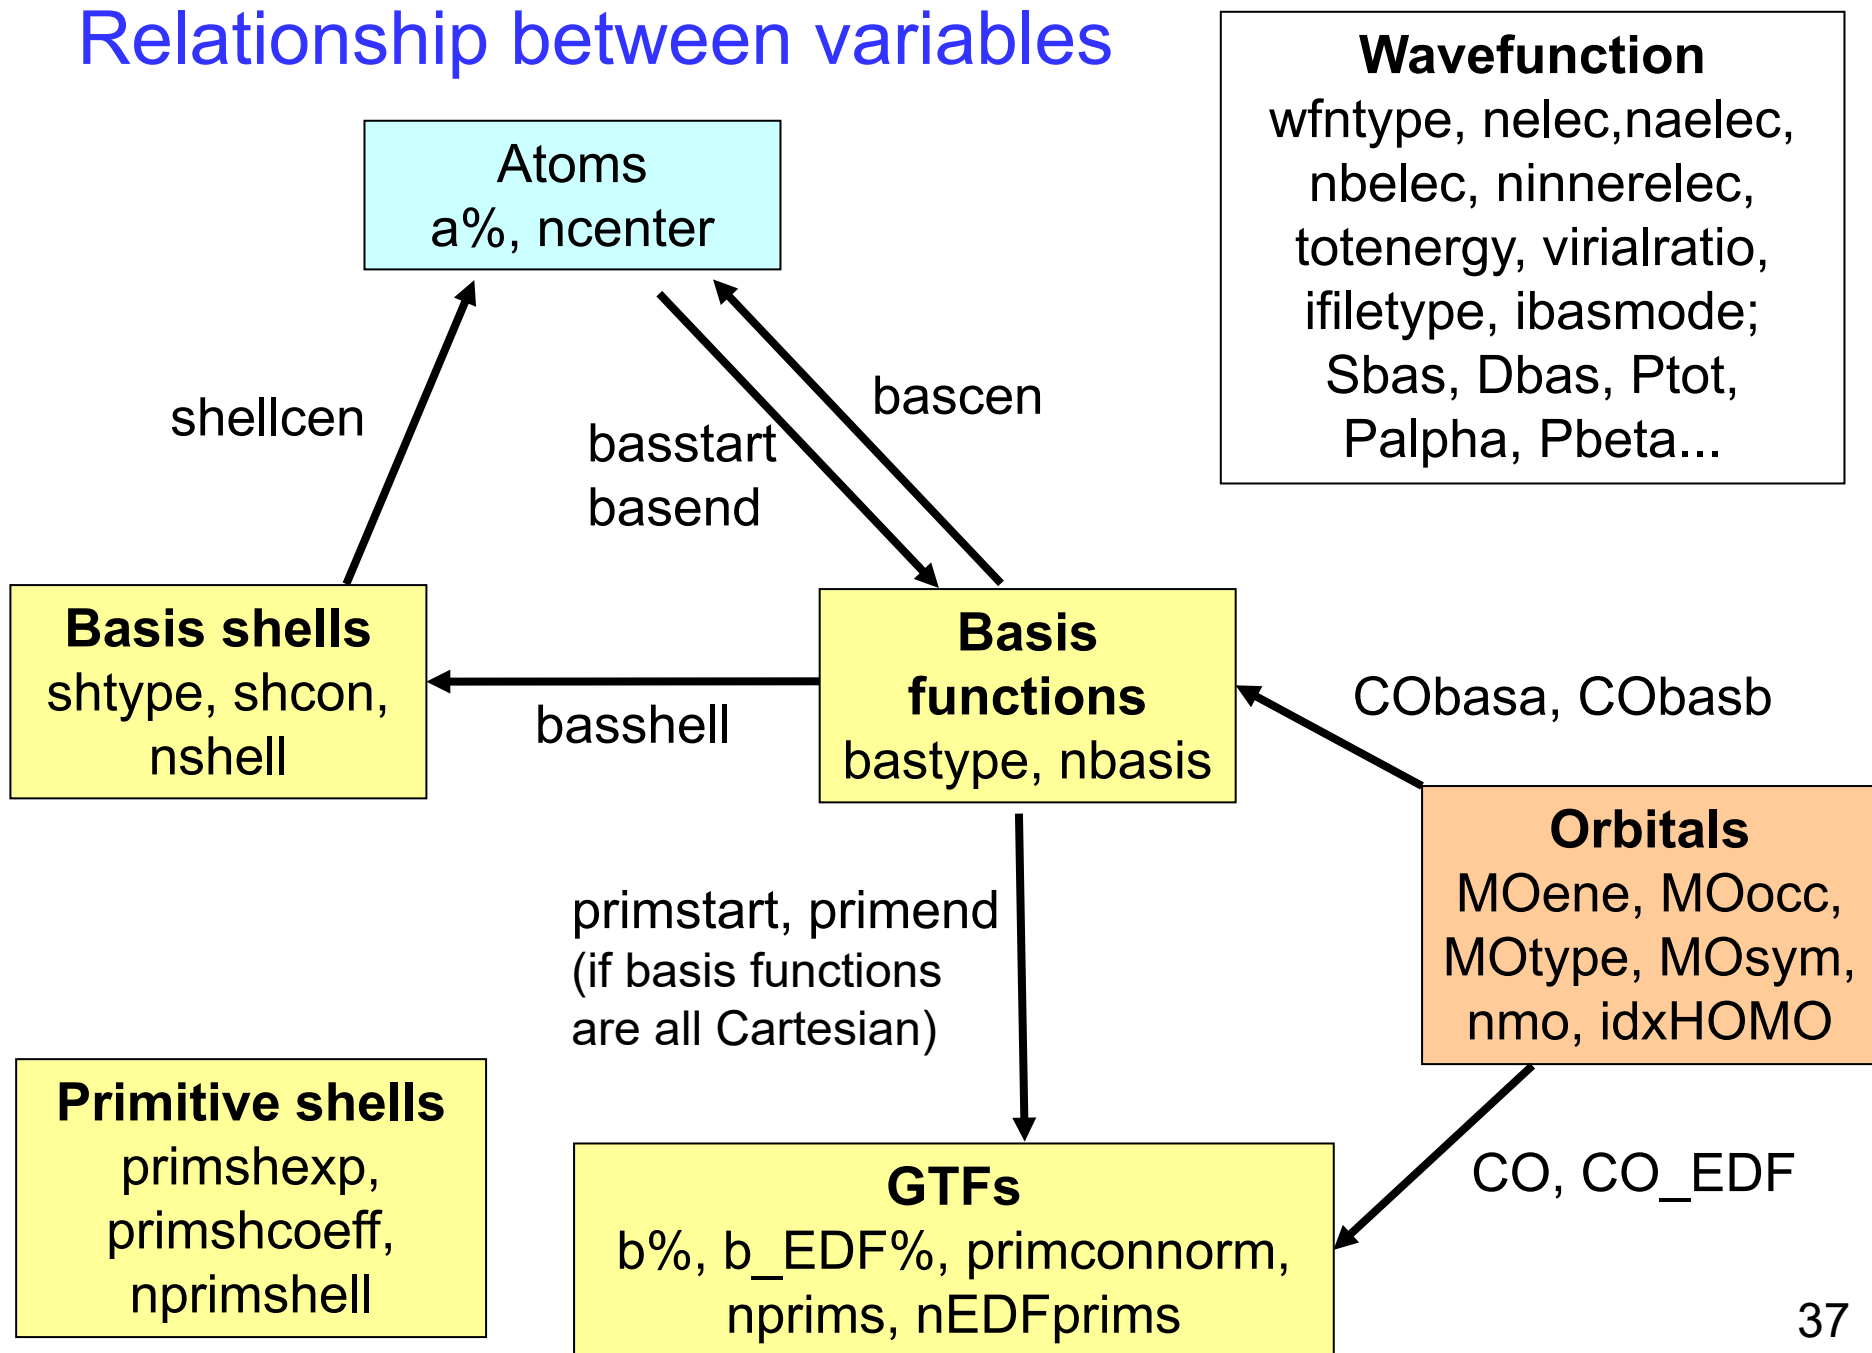 Relationship between variables
Wavefunction
wfntype, nelec,naelec,
nbelec, ninnerelec,
totenergy, virialratio,
ifiletype, ibasmode;
Sbas, Dbas, Ptot,
Palpha, Pbeta...
Atoms
a%, ncenter
shellcen
basstart
basend
bascen
Basis shells
shtype, shcon,
nshell
basshell
Basis
functions
bastype, nbasis
CObasa, CObasb
Orbitals
MOene, MOocc,
MOtype, MOsym,
nmo, idxHOMO
primstart, primend
(if basis functions
are all Cartesian)
Primitive shells
primshexp,
primshcoeff,
nprimshell
GTFs
b%, b_EDF%, primconnorm,
nprims, nEDFprims
CO, CO_EDF
37